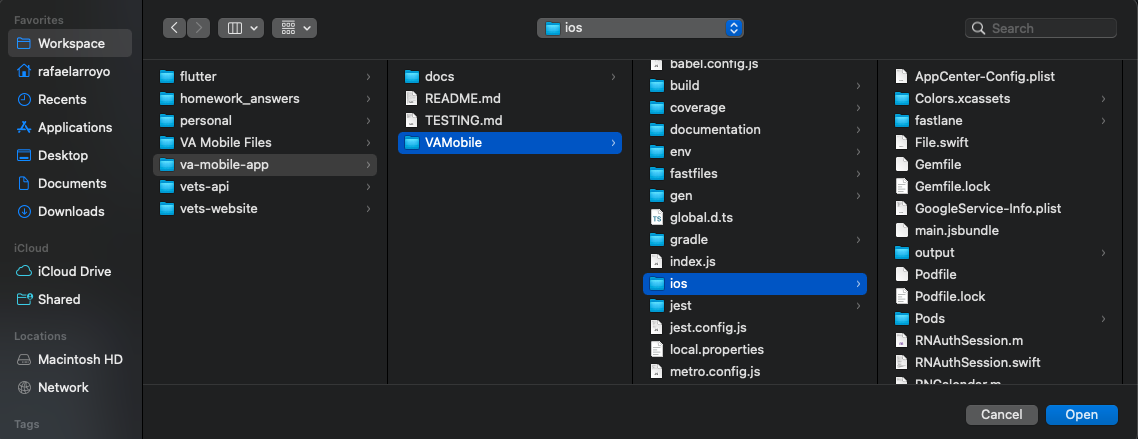 ios
Search
Favorites
Workspace
rafaelarroyo
Recents
Applications
Desktop
Documents
Downloads
iCloud
iCloud Drive
Shared
Locations
Macintosh HD
Network
Tags
flutter
homework_answers
personal
VA Mobile Files
va-mobile-app
vets-api
vets-website
docs
README.md
TESTING.md
VAMobile
babel.config.js
build
coverage
documentation
env
fastfiles
gen
TS
global.d.ts
gradle
index.js
ios
jest
jest.config.js
local.properties
metro.config.js
AppCenter-Config.plist
Colors.xcassets
fastlane
File.swift
Gemfile
Gemfile.lock
GoogleService-Info.plist
main.jsbundle
output
Podfile
Podfile.lock
Pods
RNAuthSession.m
RNAuthSession.swift
RNCalendar.m
Cancel
Open